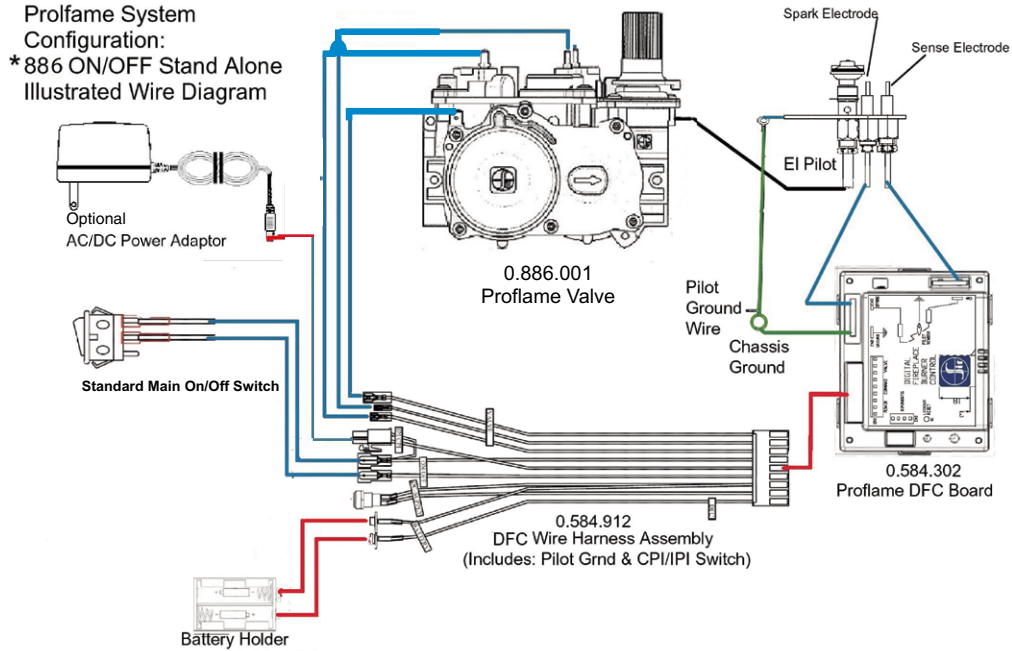 Prolfame System
Configuration:
*886 ON/OFF Stand Alone
Illustrated Wire Diagram
Spark Electrode
Sense Electrode
EI Pilot
Optional
AC/DC Power Adaptor
0.886.001
Proflame Valve
Pilot
Ground
Wire
Chassis
Ground
Standard Main On/Off Switch
DIGITAL
FIREPLACE
BURNER
CONTROL
0.584.302
Proflame DFC Board
0.584.912
DFC Wire Harness Assembly
(Includes: Pilot Grnd & CPI/IPI Switch)
Battery Holder